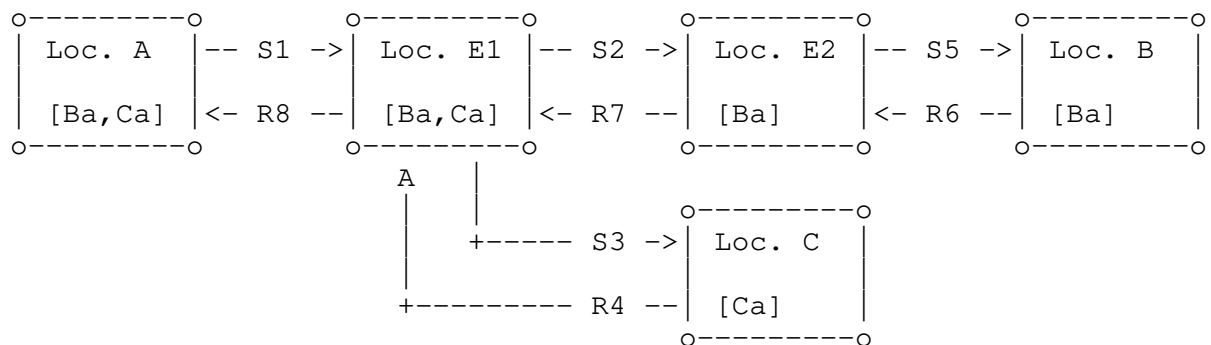 Loc. A -- S1 -> Loc. E1 -- S2 -> Loc. E2 -- S5 -> Loc. B
[Ba,Ca] <- R8 -- [Ba,Ca] <- R7 -- [Ba] <- R6 -- [Ba]
A
+----- S3 -> Loc. C
+--------- R4 -- [Ca]